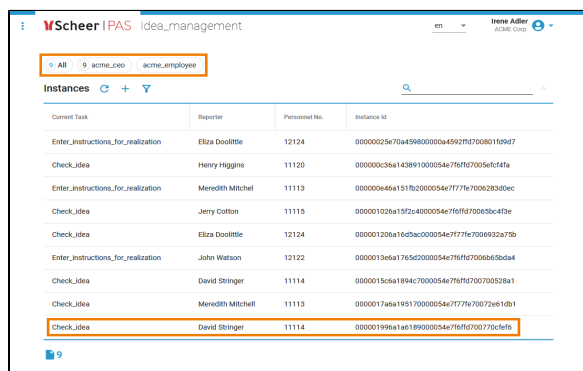 Scheer PAS Idea_management
en
Irene Adler
ACME Corp.
9 All 9 acme_ceo acme_employee
Instances
Current Task Reporter Personnel No. Instance Id
Enter_instructions_for_realization Eliza Doolittle 12124 00000025e70a459800000a4592ffd700801fd9d7
Check_idea Henry Higgins 11120 000000c36a143891000054e7f6ffd7005efcf4fa
Enter_instructions_for_realization Meredith Mitchel 11113 000000e46a151fb2000054e7f77fe7006283d0ec
Check_idea Jerry Cotton 11115 000001026a15f2c4000054e7f6ffd70065bc4f3e
Check_idea Eliza Doolittle 12124 000001206a16d5ac000054e7f77fe7006932a75b
Enter_instructions_for_realization John Watson 12122 0000013e6a1765d2000054e7f6ffd7006b65bda4
Check_idea David Stringer 11114 0000015c6a1894c7000054e7f6ffd700700528a1
Check_idea Meredith Mitchell 11113 0000017a6a195170000054e7f77fe70072e61db1
Check_idea David Stringer 11114 000001996a1a6189000054e7f6ffd700770cfef6
9